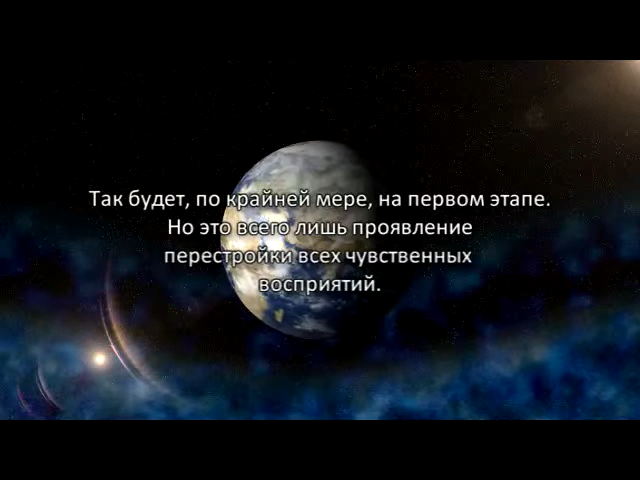 Так будет, по крайней мере, на первом этапе.
Но это всего лишь проявление
перестройки всех чувственных
восприятий.